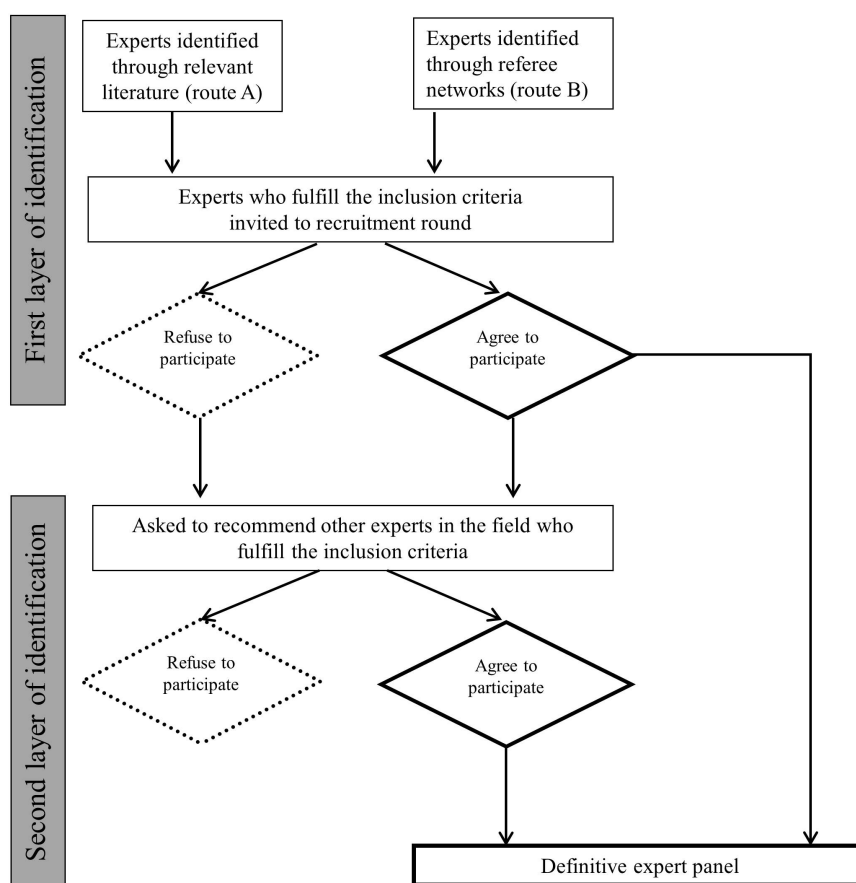 First layer of identification
Experts identified
through relevant
literature (route A)
Experts identified
through referee
networks (route B)
Experts who fulfill the inclusion criteria
invited to recruitment round
Refuse to
participate
Agree to
participate
Second layer of identification
Asked to recommend other experts in the field who
fulfill the inclusion criteria
Refuse to
participate
Agree to
participate
Definitive expert panel